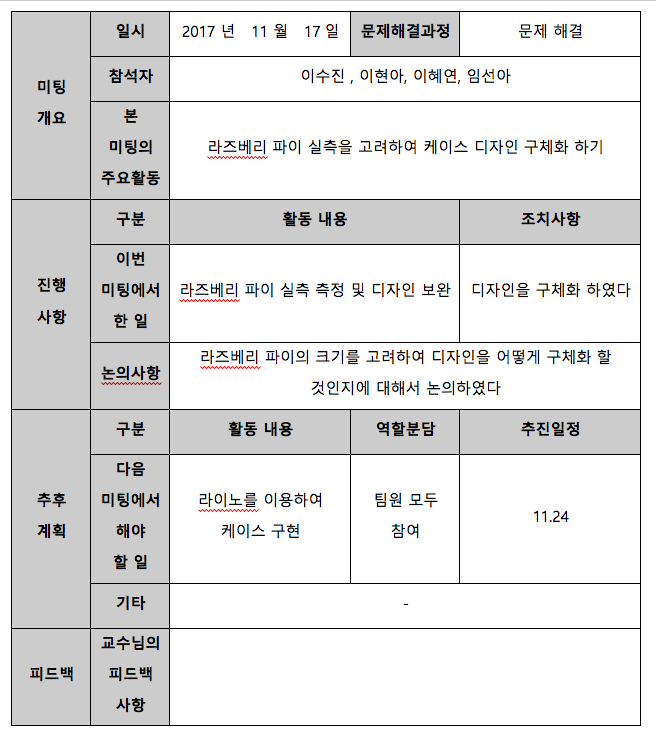 미팅
개요
일시
2017 년 11 월 17 일
문제해결과정
문제 해결
참석자
이수진 , 이현아, 이혜연, 임선아
본
미팅의
주요활동
라즈베리 파이 실측을 고려하여 케이스 디자인 구체화 하기
진행
사항
구분
활동 내용
조치사항
이번
미팅에서
한 일
라즈베리 파이 실측 측정 및 디자인 보완
디자인을 구체화 하였다
논의사항
라즈베리 파이의 크기를 고려하여 디자인을 어떻게 구체화 할
것인지에 대해서 논의하였다
추후
계획
구분
활동 내용
역할분담
추진일정
다음
미팅에서
해야
할 일
라이노를 이용하여
케이스 구현
팀원 모두
참여
11.24
기타
-
피드백
교수님의
피드백
사항